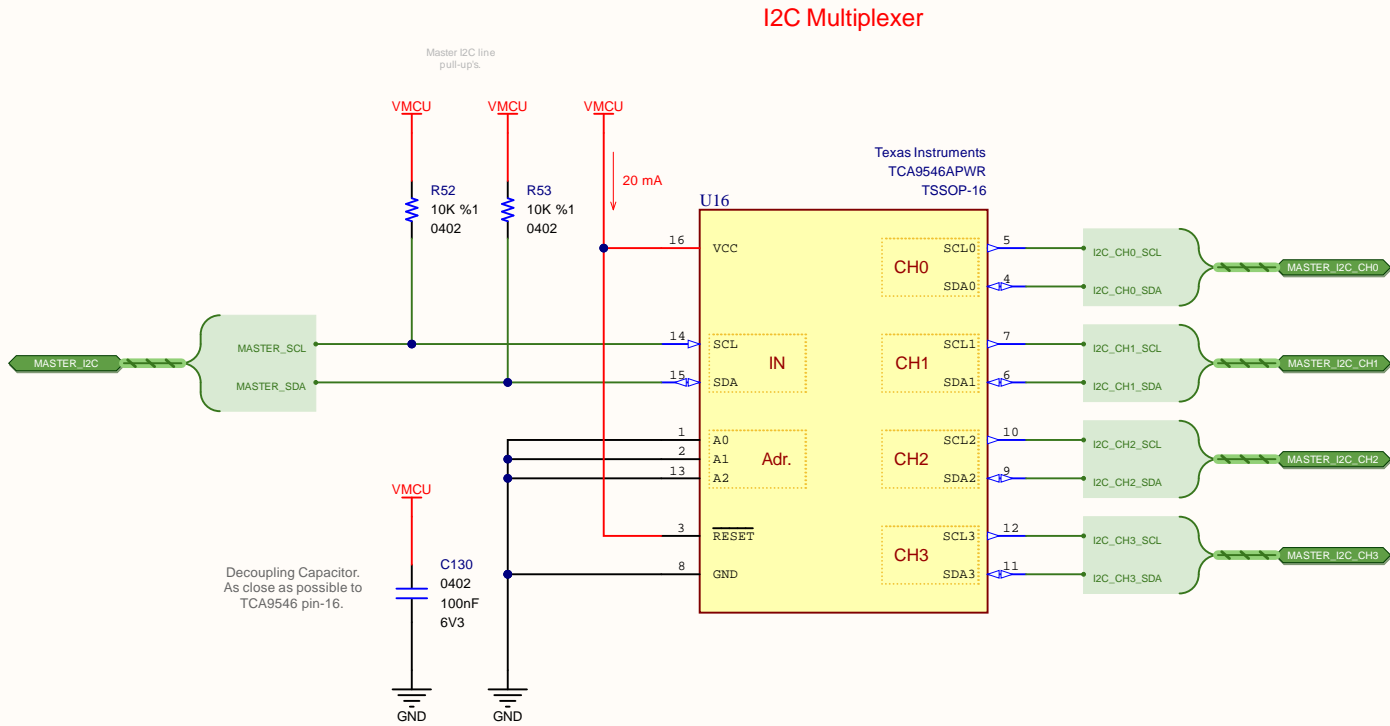 I2C Multiplexer
Master I2C line
pull-up's.
VMCU
VMCU
VMCU
20 mA
R52
10K %1
0402
R53
10K %1
0402
Texas Instruments
TCA9546APWR
TSSOP-16
U16
16
VCC
14
SCL
15
SDA
IN
1
A0
2
A1
13
A2
Adr.
3
RESET
8
GND
CH0
SCL0
5
SDA0
4
CH1
SCL1
7
SDA1
6
CH2
SCL2
10
SDA2
9
CH3
SCL3
12
SDA3
11
MASTER_I2C
MASTER_SCL
MASTER_SDA
I2C_CH0_SCL
I2C_CH0_SDA
MASTER_I2C_CH0
I2C_CH1_SCL
I2C_CH1_SDA
MASTER_I2C_CH1
I2C_CH2_SCL
I2C_CH2_SDA
MASTER_I2C_CH2
I2C_CH3_SCL
I2C_CH3_SDA
MASTER_I2C_CH3
VMCU
Decoupling Capacitor.
As close as possible to
TCA9546 pin-16.
C130
0402
100nF
6V3
GND
GND